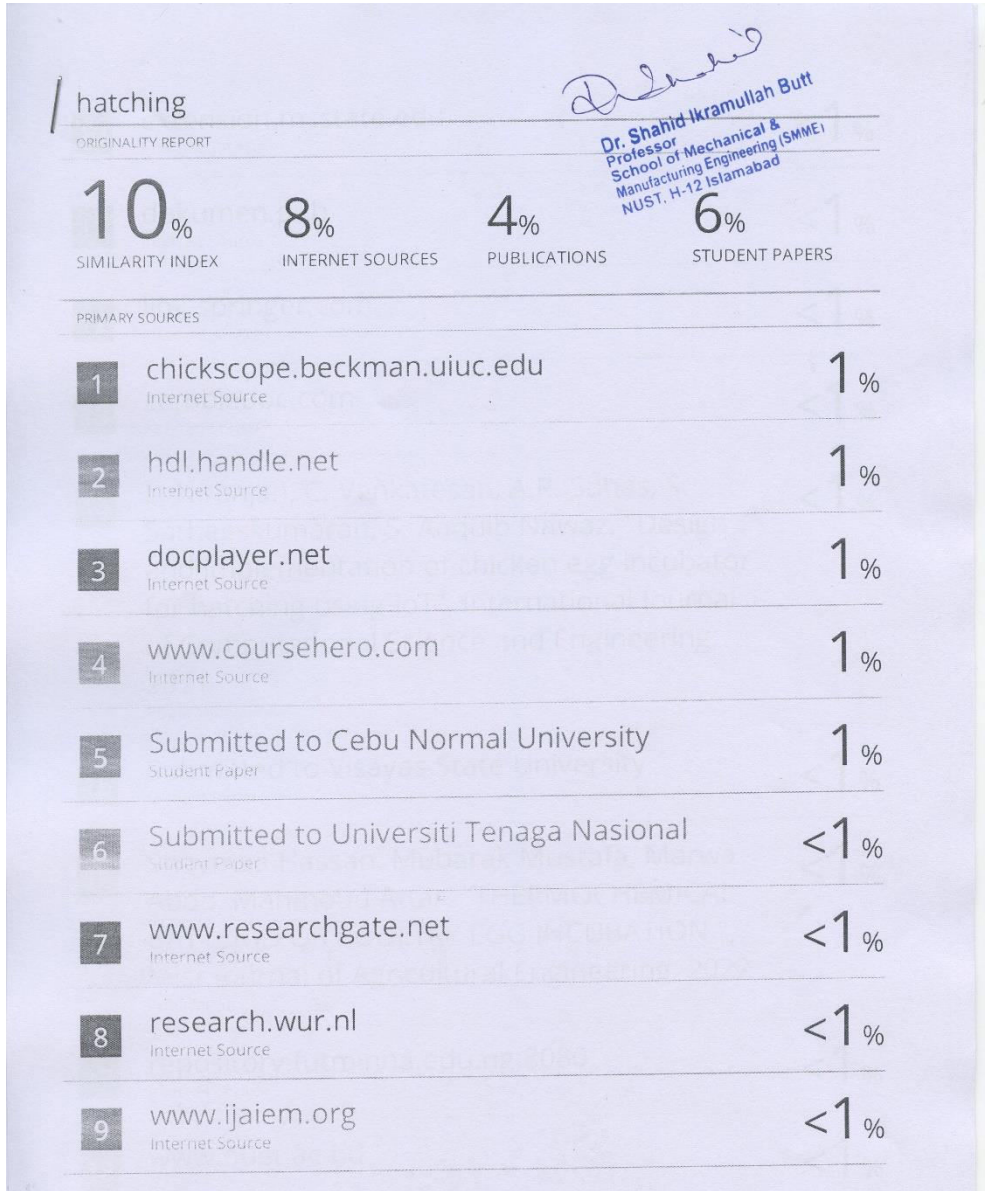 Dr. Shahid
Dr. Shahid Ikramullah Butt
Professor
School of Mechanical &
Manufacturing Engineering (SMME)
NUST, H-12 Islamabad
hatching
ORIGINALITY REPORT
10%
SIMILARITY INDEX
8%
INTERNET SOURCES
4%
PUBLICATIONS
6%
STUDENT PAPERS
PRIMARY SOURCES
1 chickscope.beckman.uiuc.edu 1%
Internet Source
2 hdl.handle.net 1%
Internet Source
3 docplayer.net 1%
Internet Source
4 www.coursehero.com 1%
Internet Source
5 Submitted to Cebu Normal University 1%
Student Paper
6 Submitted to Universiti Tenaga Nasional <1%
Student Paper
7 www.researchgate.net <1%
Internet Source
8 research.wur.nl <1%
Internet Source
9 www.ijaiem.org <1%
Internet Source